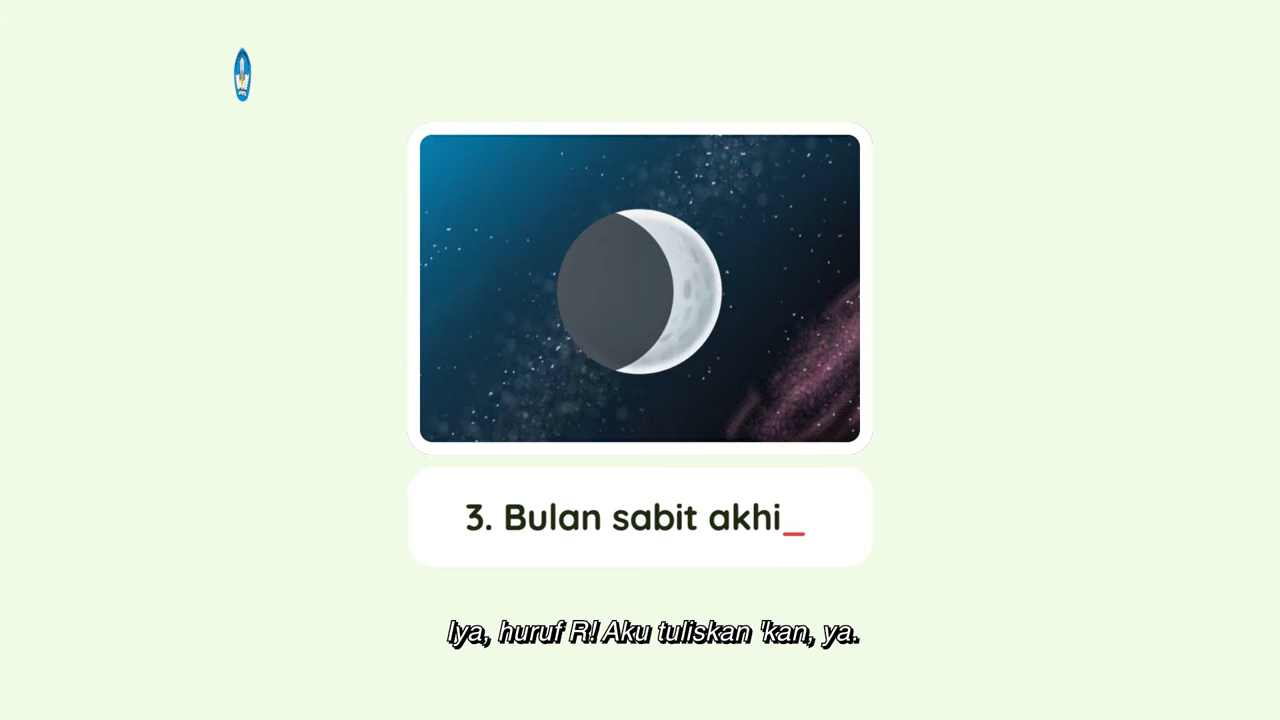 3. Bulan sabit akhi_
Iya, huruf R! Aku tuliskan 'kan, ya.